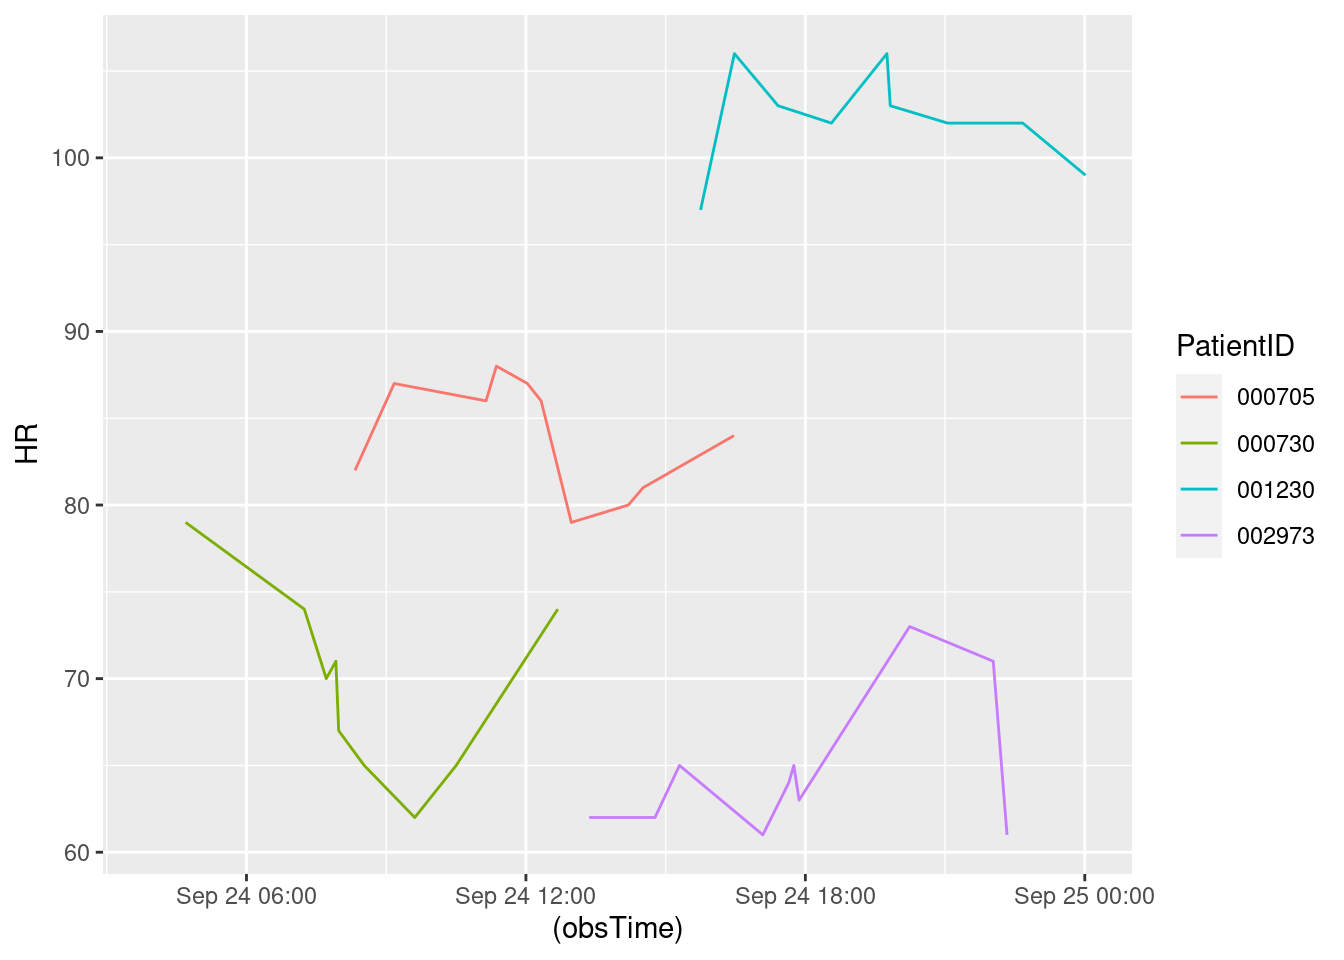 HR
100
90
80
70
60
Sep 24 06:00
Sep 24 12:00
Sep 24 18:00
Sep 25 00:00
(obsTime)
PatientID
000705
000730
001230
002973